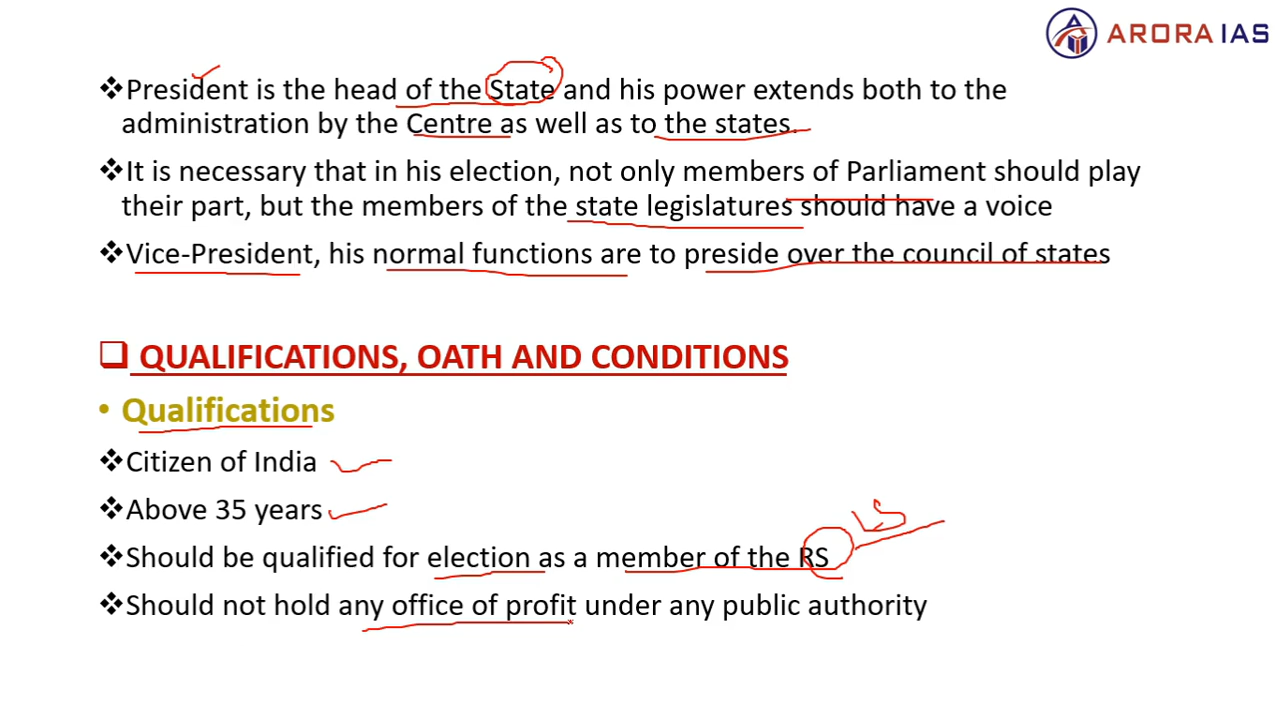 ARORA IAS
❖President is the head of the State and his power extends both to the
administration by the Centre as well as to the states.
❖It is necessary that in his election, not only members of Parliament should play
their part, but the members of the state legislatures should have a voice
❖Vice-President, his normal functions are to preside over the council of states
❑ QUALIFICATIONS, OATH AND CONDITIONS
• Qualifications
❖Citizen of India
❖Above 35 years
LS
❖Should be qualified for election as a member of the RS
❖Should not hold any office of profit under any public authority